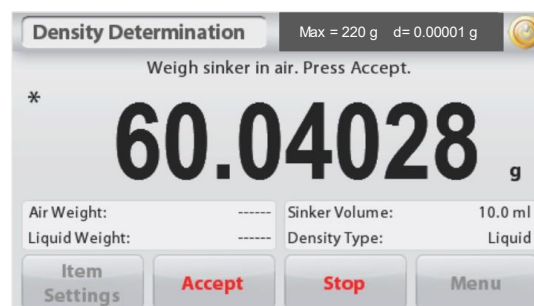 Density Determination Max = 220 g d= 0.00001 g
Weigh sinker in air. Press Accept.
*
60.04028 g
Air Weight: ------ Sinker Volume: 10.0 ml
Liquid Weight: ------ Density Type: Liquid
Item Settings Accept Stop Menu